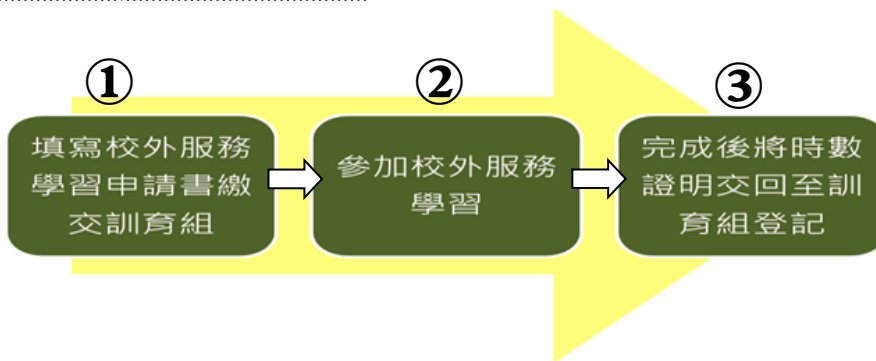 ①
填寫校外服務
學習申請書繳
交訓育組
②
參加校外服務
學習
③
完成後將時數
證明交回至訓
育組登記